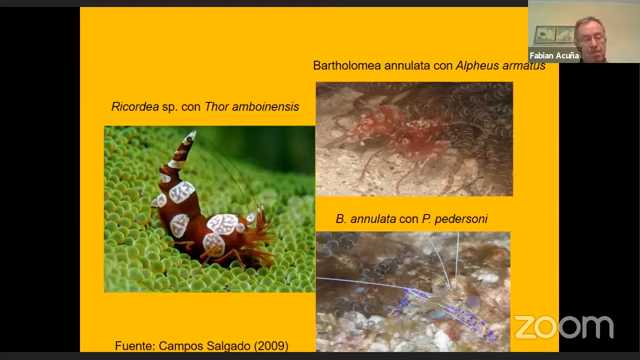 Fabian Acuña
Bartholomea annulata con Alpheus armatus
Ricordea sp. con Thor amboinensis
B. annulata con P. pedersoni
Fuente: Campos Salgado (2009)
zoom